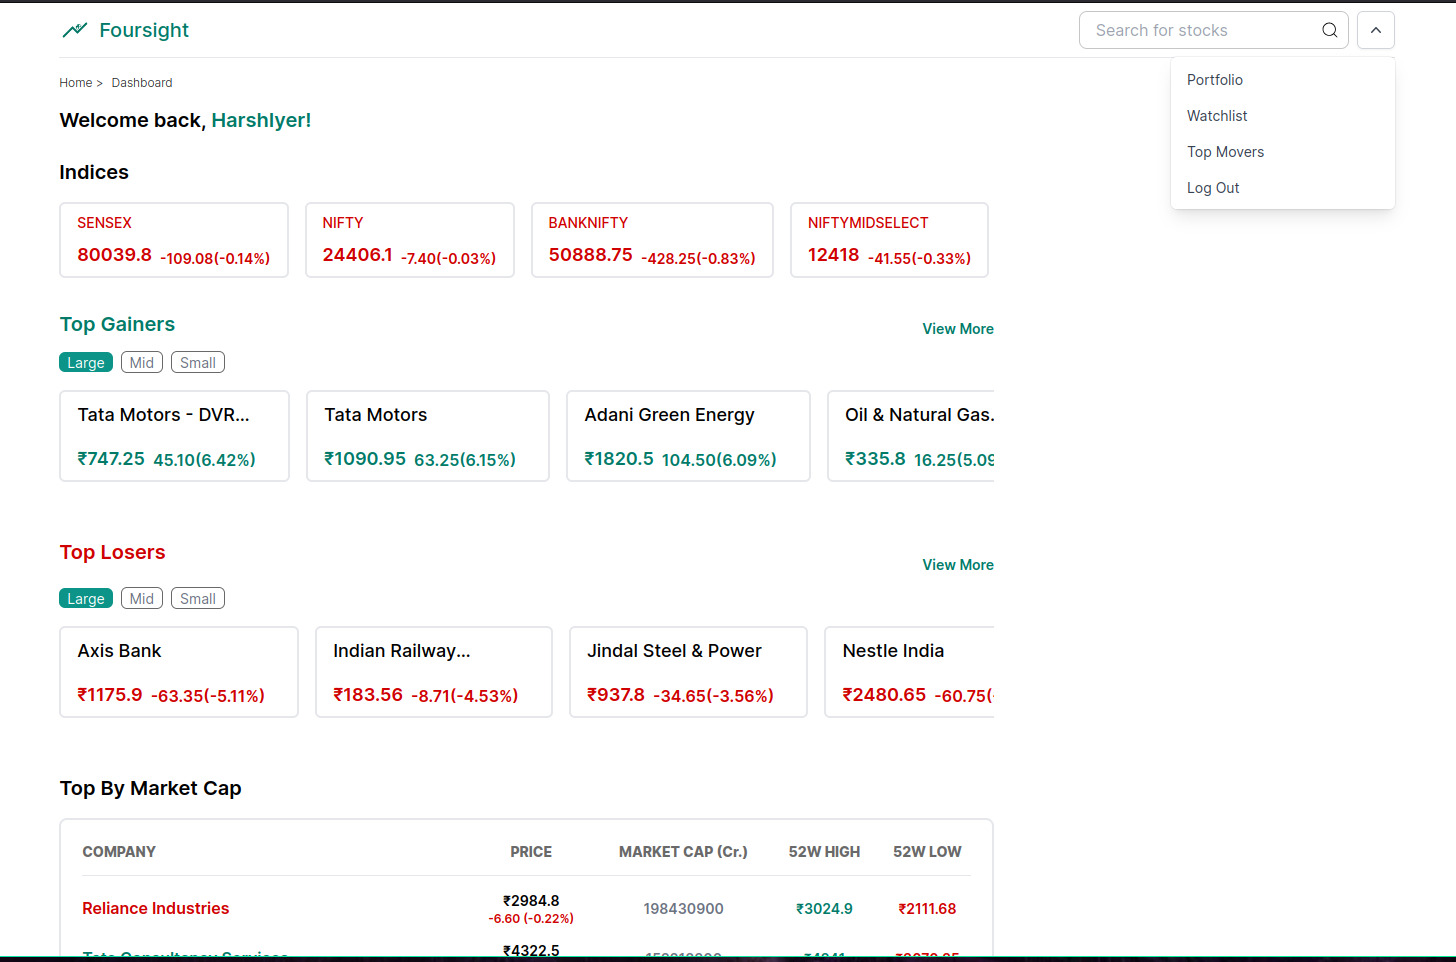 Foursight
Search for stocks
Portfolio
Watchlist
Top Movers
Log Out
Home > Dashboard
Welcome back, HarshIyer!
Indices
SENSEX
80039.8 -109.08(-0.14%)
NIFTY
24406.1 -7.40(-0.03%)
BANKNIFTY
50888.75 -428.25(-0.83%)
NIFTYMIDSELECT
12418 -41.55(-0.33%)
Top Gainers
View More
Large Mid Small
Tata Motors - DVR...
₹747.25 45.10(6.42%)
Tata Motors
₹1090.95 63.25(6.15%)
Adani Green Energy
₹1820.5 104.50(6.09%)
Oil & Natural Gas.
₹335.8 16.25(5.09
Top Losers
View More
Large Mid Small
Axis Bank
₹1175.9 -63.35(-5.11%)
Indian Railway...
₹183.56 -8.71(-4.53%)
Jindal Steel & Power
₹937.8 -34.65(-3.56%)
Nestle India
₹2480.65 -60.75(
Top By Market Cap
COMPANY PRICE MARKET CAP (Cr.) 52W HIGH 52W LOW
Reliance Industries ₹2984.8 198430900 ₹3024.9 ₹2111.68
-6.60 (-0.22%)
Tata Consultancy Services ₹4322.5